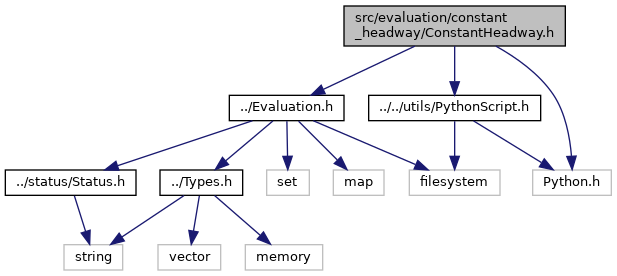 src/evaluation/constant
_headway/ConstantHeadway.h
../Evaluation.h
../../utils/PythonScript.h
../status/Status.h
../Types.h
set
map
filesystem
Python.h
string
vector
memory